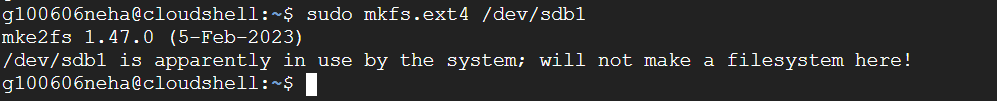 g100606neha@cloudshell:~$ sudo mkfs.ext4 /dev/sdb1
mke2fs 1.47.0 (5-Feb-2023)
/dev/sdb1 is apparently in use by the system; will not make a filesystem here!
g100606neha@cloudshell:~$